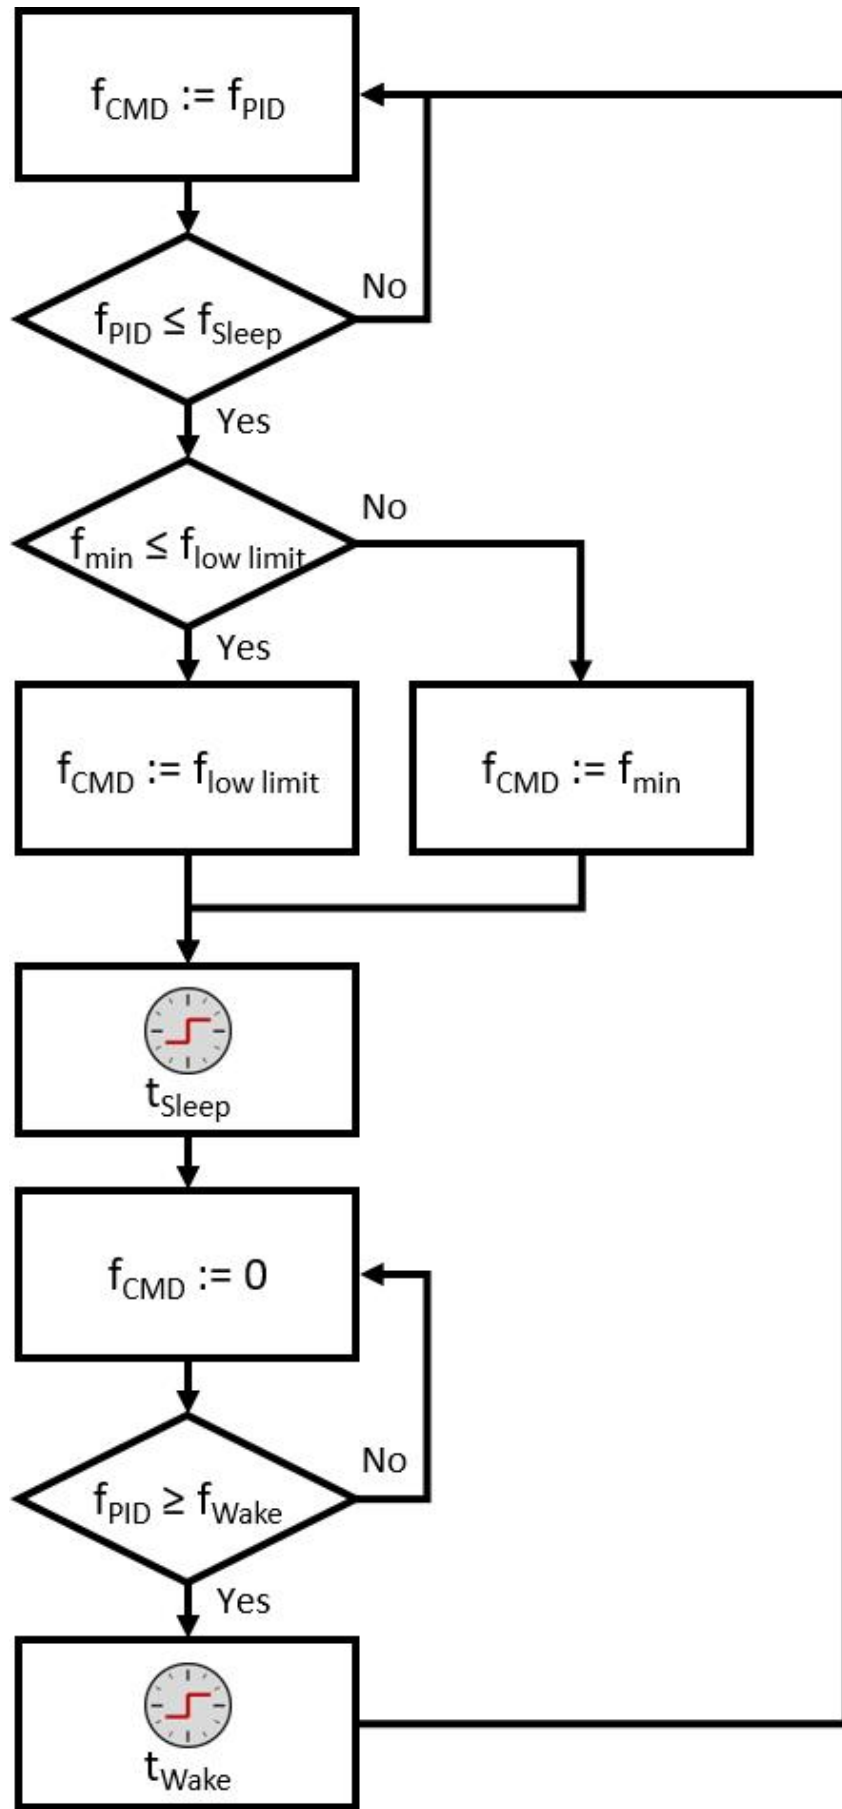 fCMD := fPID
fPID ≤ fSleep
No
Yes
fmin ≤ flow limit
No
Yes
fCMD := flow limit
fCMD := fmin
tSleep
fCMD := 0
fPID ≥ fWake
No
Yes
tWake